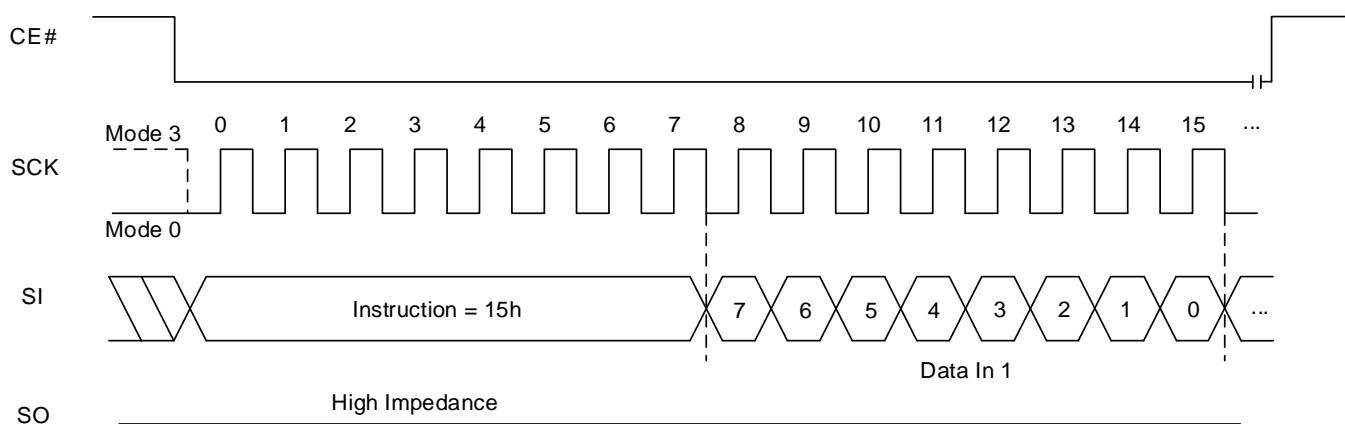 CE#
Mode 3 0 1 2 3 4 5 6 7 8 9 10 11 12 13 14 15 ...
SCK
Mode 0
SI Instruction = 15h 7 6 5 4 3 2 1 0 ...
Data In 1
High Impedance
SO